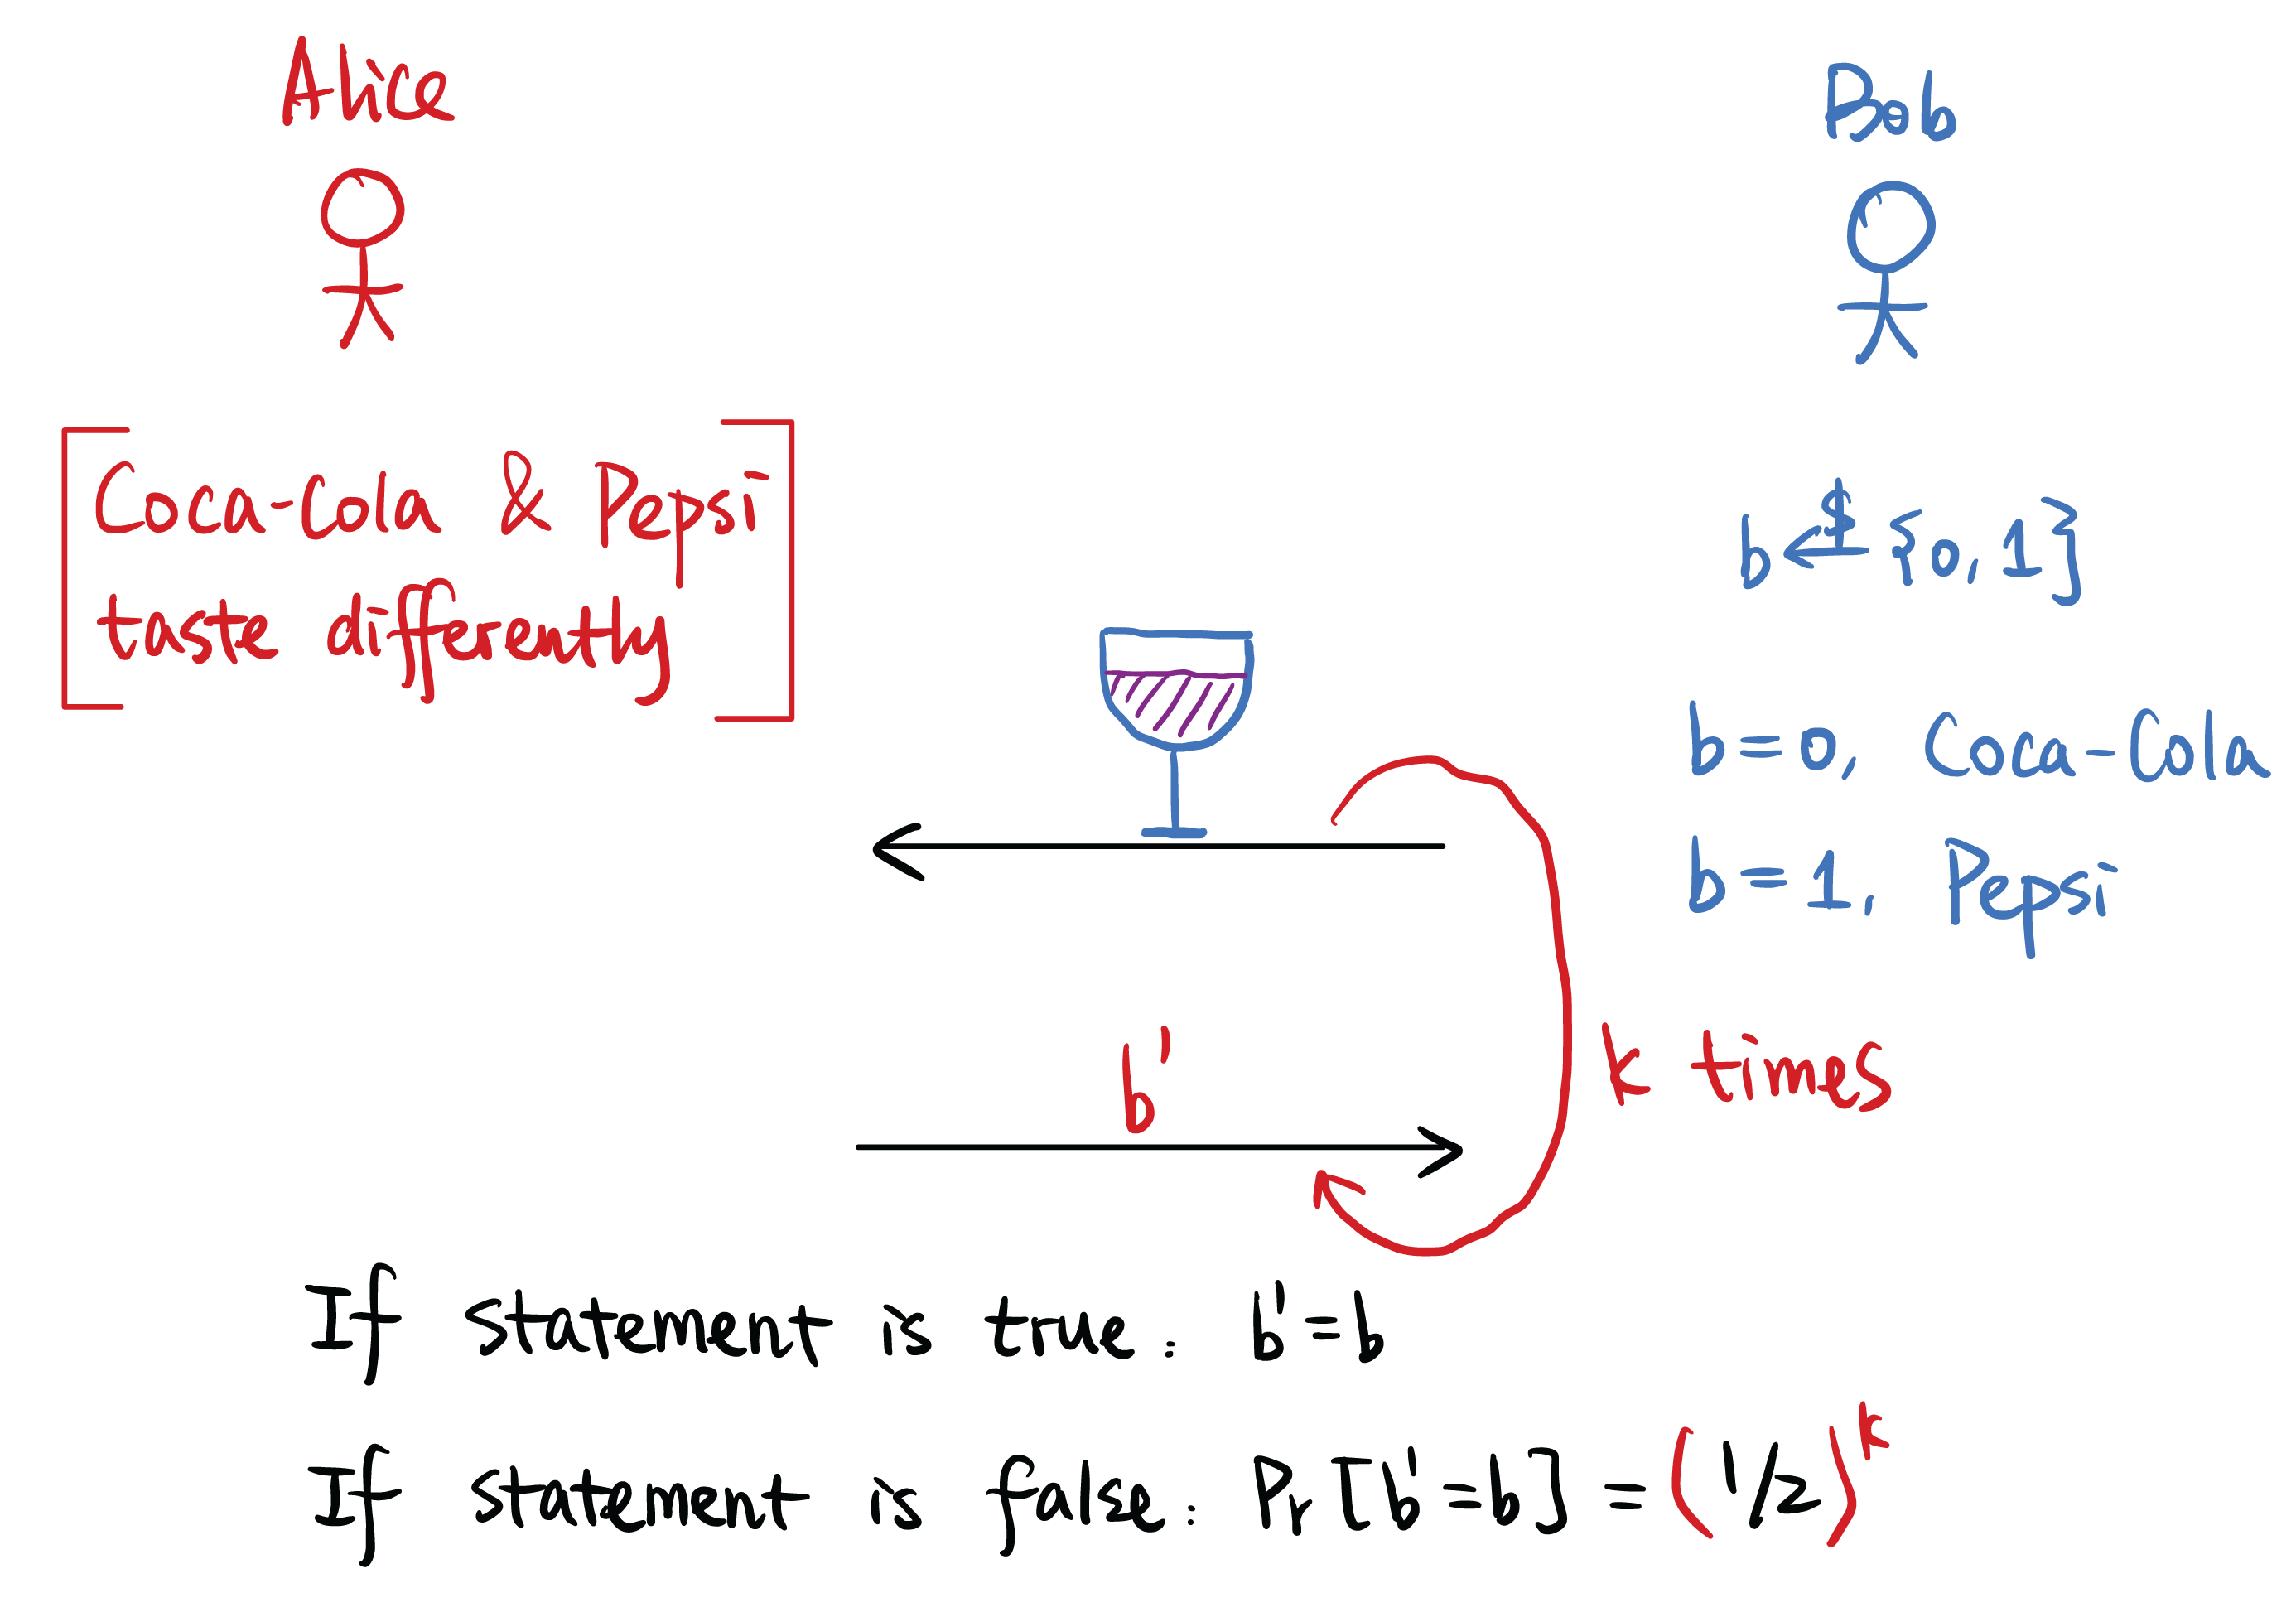 Alice
Bob
Coca-cola & Pepsi
taste differently
b ←$ {0,1}
b=0, Coca-Cola
b=1, Pepsi
b'
k times
If statement is true: b'=b
If statement is false: Pr[b'=b] = (1/2)^k